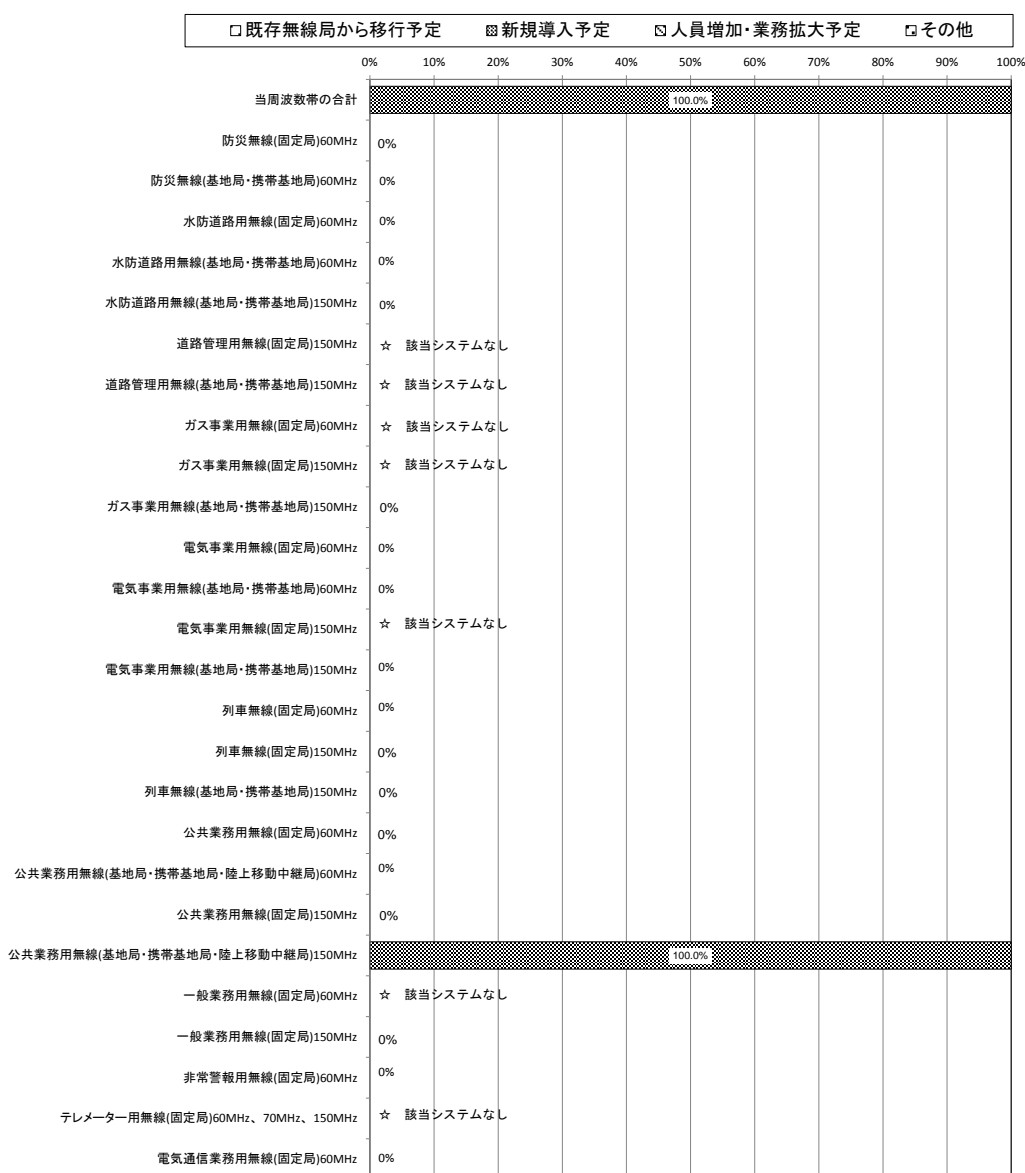 □既存無線局から移行予定 ▩新規導入予定 ◪人員増加・業務拡大予定 □その他
0% 10% 20% 30% 40% 50% 60% 70% 80% 90% 100%
当周波数帯の合計 100.0%
防災無線(固定局)60MHz 0%
防災無線(基地局・携帯基地局)60MHz 0%
水防道路用無線(固定局)60MHz 0%
水防道路用無線(基地局・携帯基地局)60MHz 0%
水防道路用無線(基地局・携帯基地局)150MHz 0%
道路管理用無線(固定局)150MHz ☆ 該当システムなし
道路管理用無線(基地局・携帯基地局)150MHz ☆ 該当システムなし
ガス事業用無線(固定局)60MHz ☆ 該当システムなし
ガス事業用無線(固定局)150MHz ☆ 該当システムなし
ガス事業用無線(基地局・携帯基地局)150MHz 0%
電気事業用無線(固定局)60MHz 0%
電気事業用無線(基地局・携帯基地局)60MHz 0%
電気事業用無線(固定局)150MHz ☆ 該当システムなし
電気事業用無線(基地局・携帯基地局)150MHz 0%
列車無線(固定局)60MHz 0%
列車無線(固定局)150MHz 0%
列車無線(基地局・携帯基地局)150MHz 0%
公共業務用無線(固定局)60MHz 0%
公共業務用無線(基地局・携帯基地局・陸上移動中継局)60MHz 0%
公共業務用無線(固定局)150MHz 0%
公共業務用無線(基地局・携帯基地局・陸上移動中継局)150MHz 100.0%
一般業務用無線(固定局)60MHz ☆ 該当システムなし
一般業務用無線(固定局)150MHz 0%
非常警報用無線(固定局)60MHz 0%
テレメーター用無線(固定局)60MHz、70MHz、150MHz ☆ 該当システムなし
電気通信業務用無線(固定局)60MHz 0%